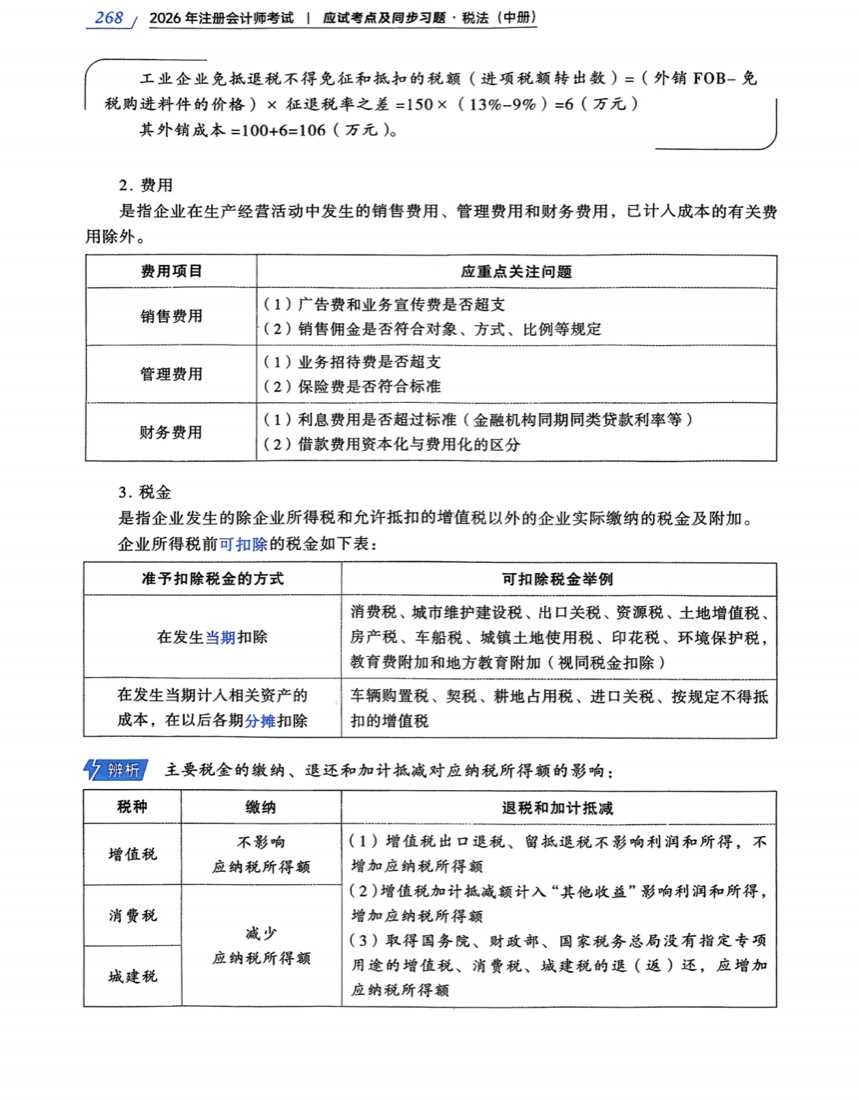 268 2026 年注册会计师考试 | 应试考点及同步习题·税法（中册）
工业企业免抵退税不得免征和抵扣的税额（进项税额转出数）=（外销 FOB- 免
税购进料件的价格）× 征退税率之差 =150×（13%-9%）=6（万元）
其外销成本 =100+6=106（万元）。
2. 费用
是指企业在生产经营活动中发生的销售费用、管理费用和财务费用，已计入成本的有关费
用除外。
费用项目 应重点关注问题
销售费用
（1）广告费和业务宣传费是否超支
（2）销售佣金是否符合对象、方式、比例等规定
管理费用
（1）业务招待费是否超支
（2）保险费是否符合标准
财务费用
（1）利息费用是否超过标准（金融机构同期同类贷款利率等）
（2）借款费用资本化与费用化的区分
3. 税金
是指企业发生的除企业所得税和允许抵扣的增值税以外的企业实际缴纳的税金及附加。
企业所得税前可扣除的税金如下表：
准予扣除税金的方式 可扣除税金举例
在发生当期扣除
消费税、城市维护建设税、出口关税、资源税、土地增值税、
房产税、车船税、城镇土地使用税、印花税、环境保护税，
教育费附加和地方教育附加（视同税金扣除）
在发生当期计入相关资产的
成本，在以后各期分摊扣除
车辆购置税、契税、耕地占用税、进口关税、按规定不得抵
扣的增值税
辨析 主要税金的缴纳、退还和加计抵减对应纳税所得额的影响：
税种 缴纳 退税和加计抵减
增值税
不影响
应纳税所得额
消费税
城建税
减少
应纳税所得额
（1）增值税出口退税、留抵退税不影响利润和所得，不
增加应纳税所得额
（2）增值税加计抵减额计入“其他收益”影响利润和所得，
增加应纳税所得额
（3）取得国务院、财政部、国家税务总局没有指定专项
用途的增值税、消费税、城建税的退（返）还，应增加
应纳税所得额